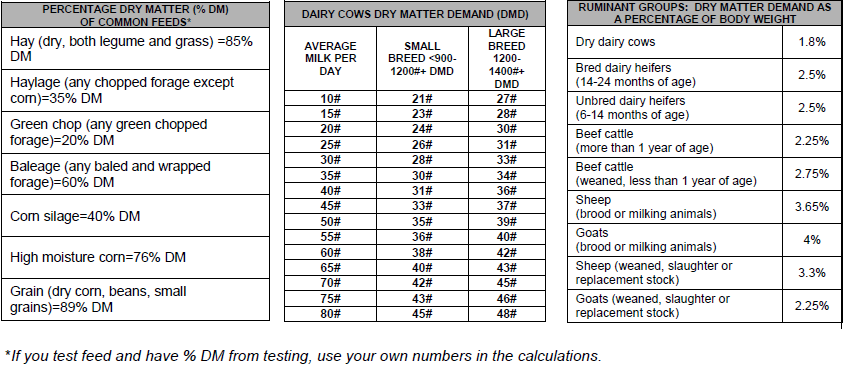 PERCENTAGE DRY MATTER (% DM)
OF COMMON FEEDS*
Hay (dry, both legume and grass) =85%
DM
Haylage (any chopped forage except
corn)=35% DM
Green chop (any green chopped
forage)=20% DM
Baleage (any baled and wrapped
forage)=60% DM
Corn silage=40% DM
High moisture corn=76% DM
Grain (dry corn, beans, small
grains)=89% DM
DAIRY COWS DRY MATTER DEMAND (DMD)
AVERAGE MILK PER DAY | SMALL BREED <900-1200#+ DMD | LARGE BREED 1200-1400#+ DMD
10# 21# 27#
15# 23# 28#
20# 24# 30#
25# 26# 31#
30# 28# 33#
35# 30# 34#
40# 31# 36#
45# 33# 37#
50# 35# 39#
55# 36# 40#
60# 38# 42#
65# 40# 43#
70# 42# 45#
75# 43# 46#
80# 45# 48#
RUMINANT GROUPS: DRY MATTER DEMAND AS
A PERCENTAGE OF BODY WEIGHT
Dry dairy cows 1.8%
Bred dairy heifers
(14-24 months of age) 2.5%
Unbred dairy heifers
(6-14 months of age) 2.5%
Beef cattle
(more than 1 year of age) 2.25%
Beef cattle
(weaned, less than 1 year of age) 2.75%
Sheep
(brood or milking animals) 3.65%
Goats
(brood or milking animals) 4%
Sheep (weaned, slaughter or
replacement stock) 3.3%
Goats (weaned, slaughter or
replacement stock) 2.25%
*If you test feed and have % DM from testing, use your own numbers in the calculations.